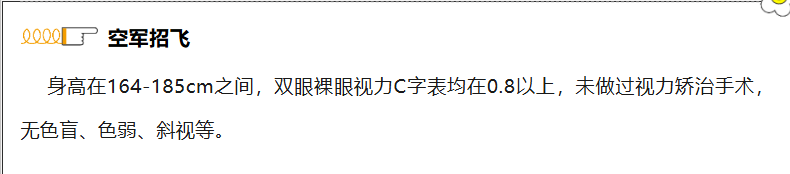 空军招飞
身高在164-185cm之间，双眼裸眼视力C字表均在0.8以上，未做过视力矫治手术，
无色盲、色弱、斜视等。